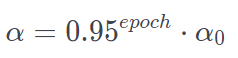 α = 0.95^{epoch} · α₀